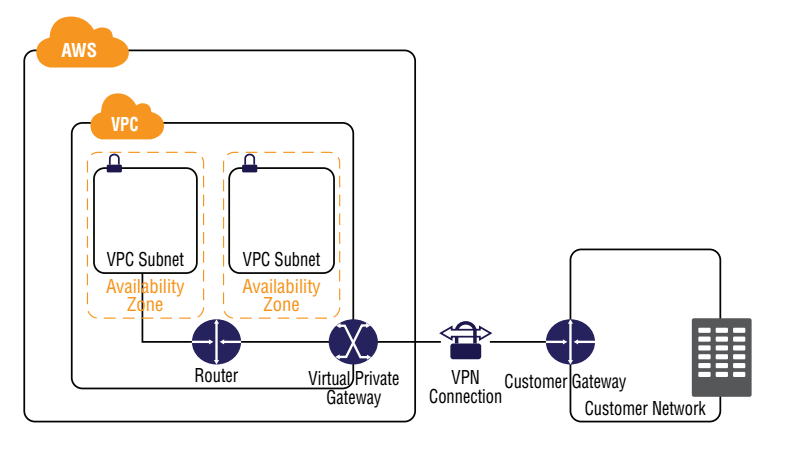 AWS
VPC
VPC Subnet
VPC Subnet
Availability
Zone
Availability
Zone
Router
Virtual Private
Gateway
VPN
Connection
Customer Gateway
Customer Network